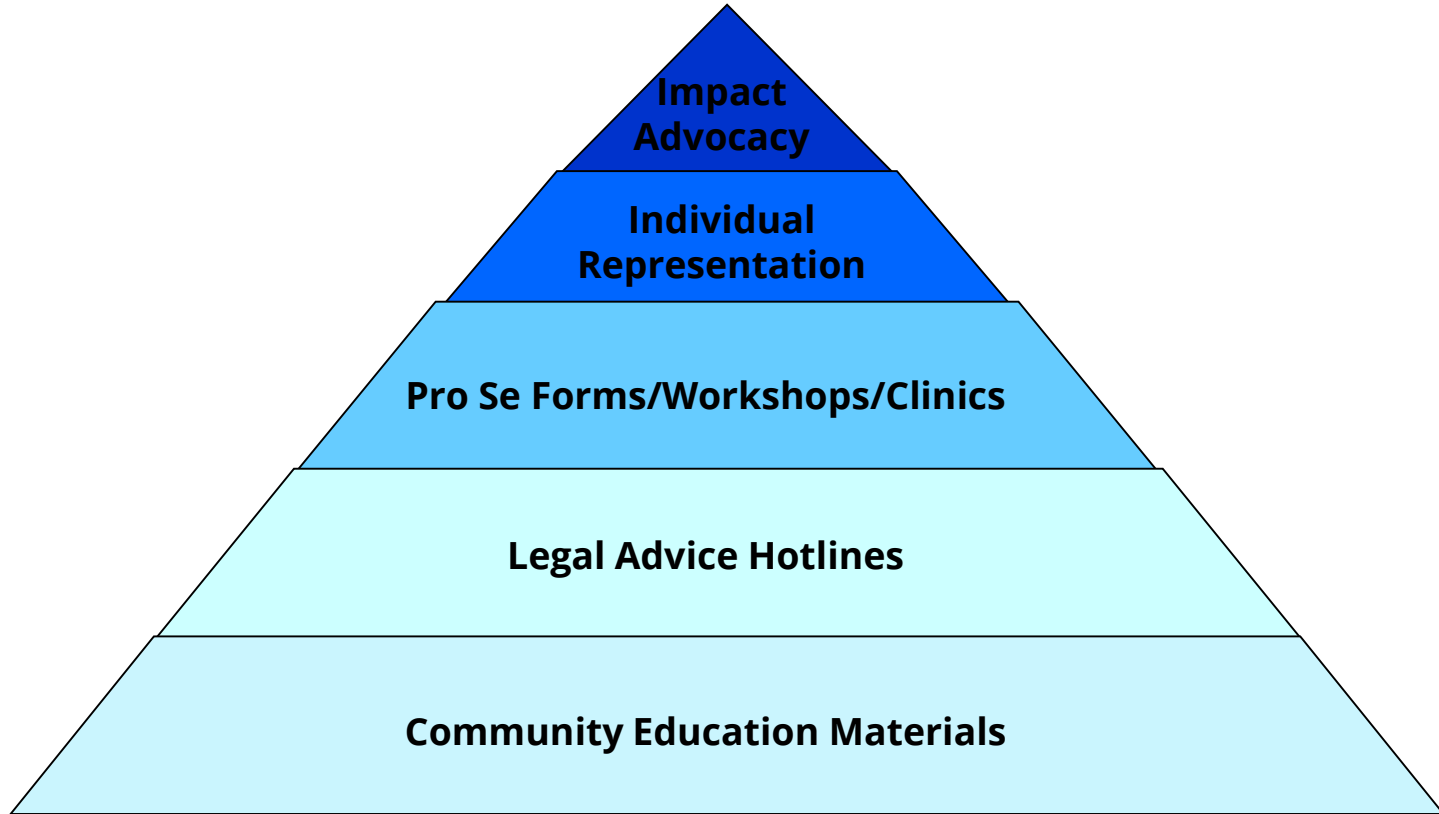 Impact
Advocacy
Individual
Representation
Pro Se Forms/Workshops/Clinics
Legal Advice Hotlines
Community Education Materials